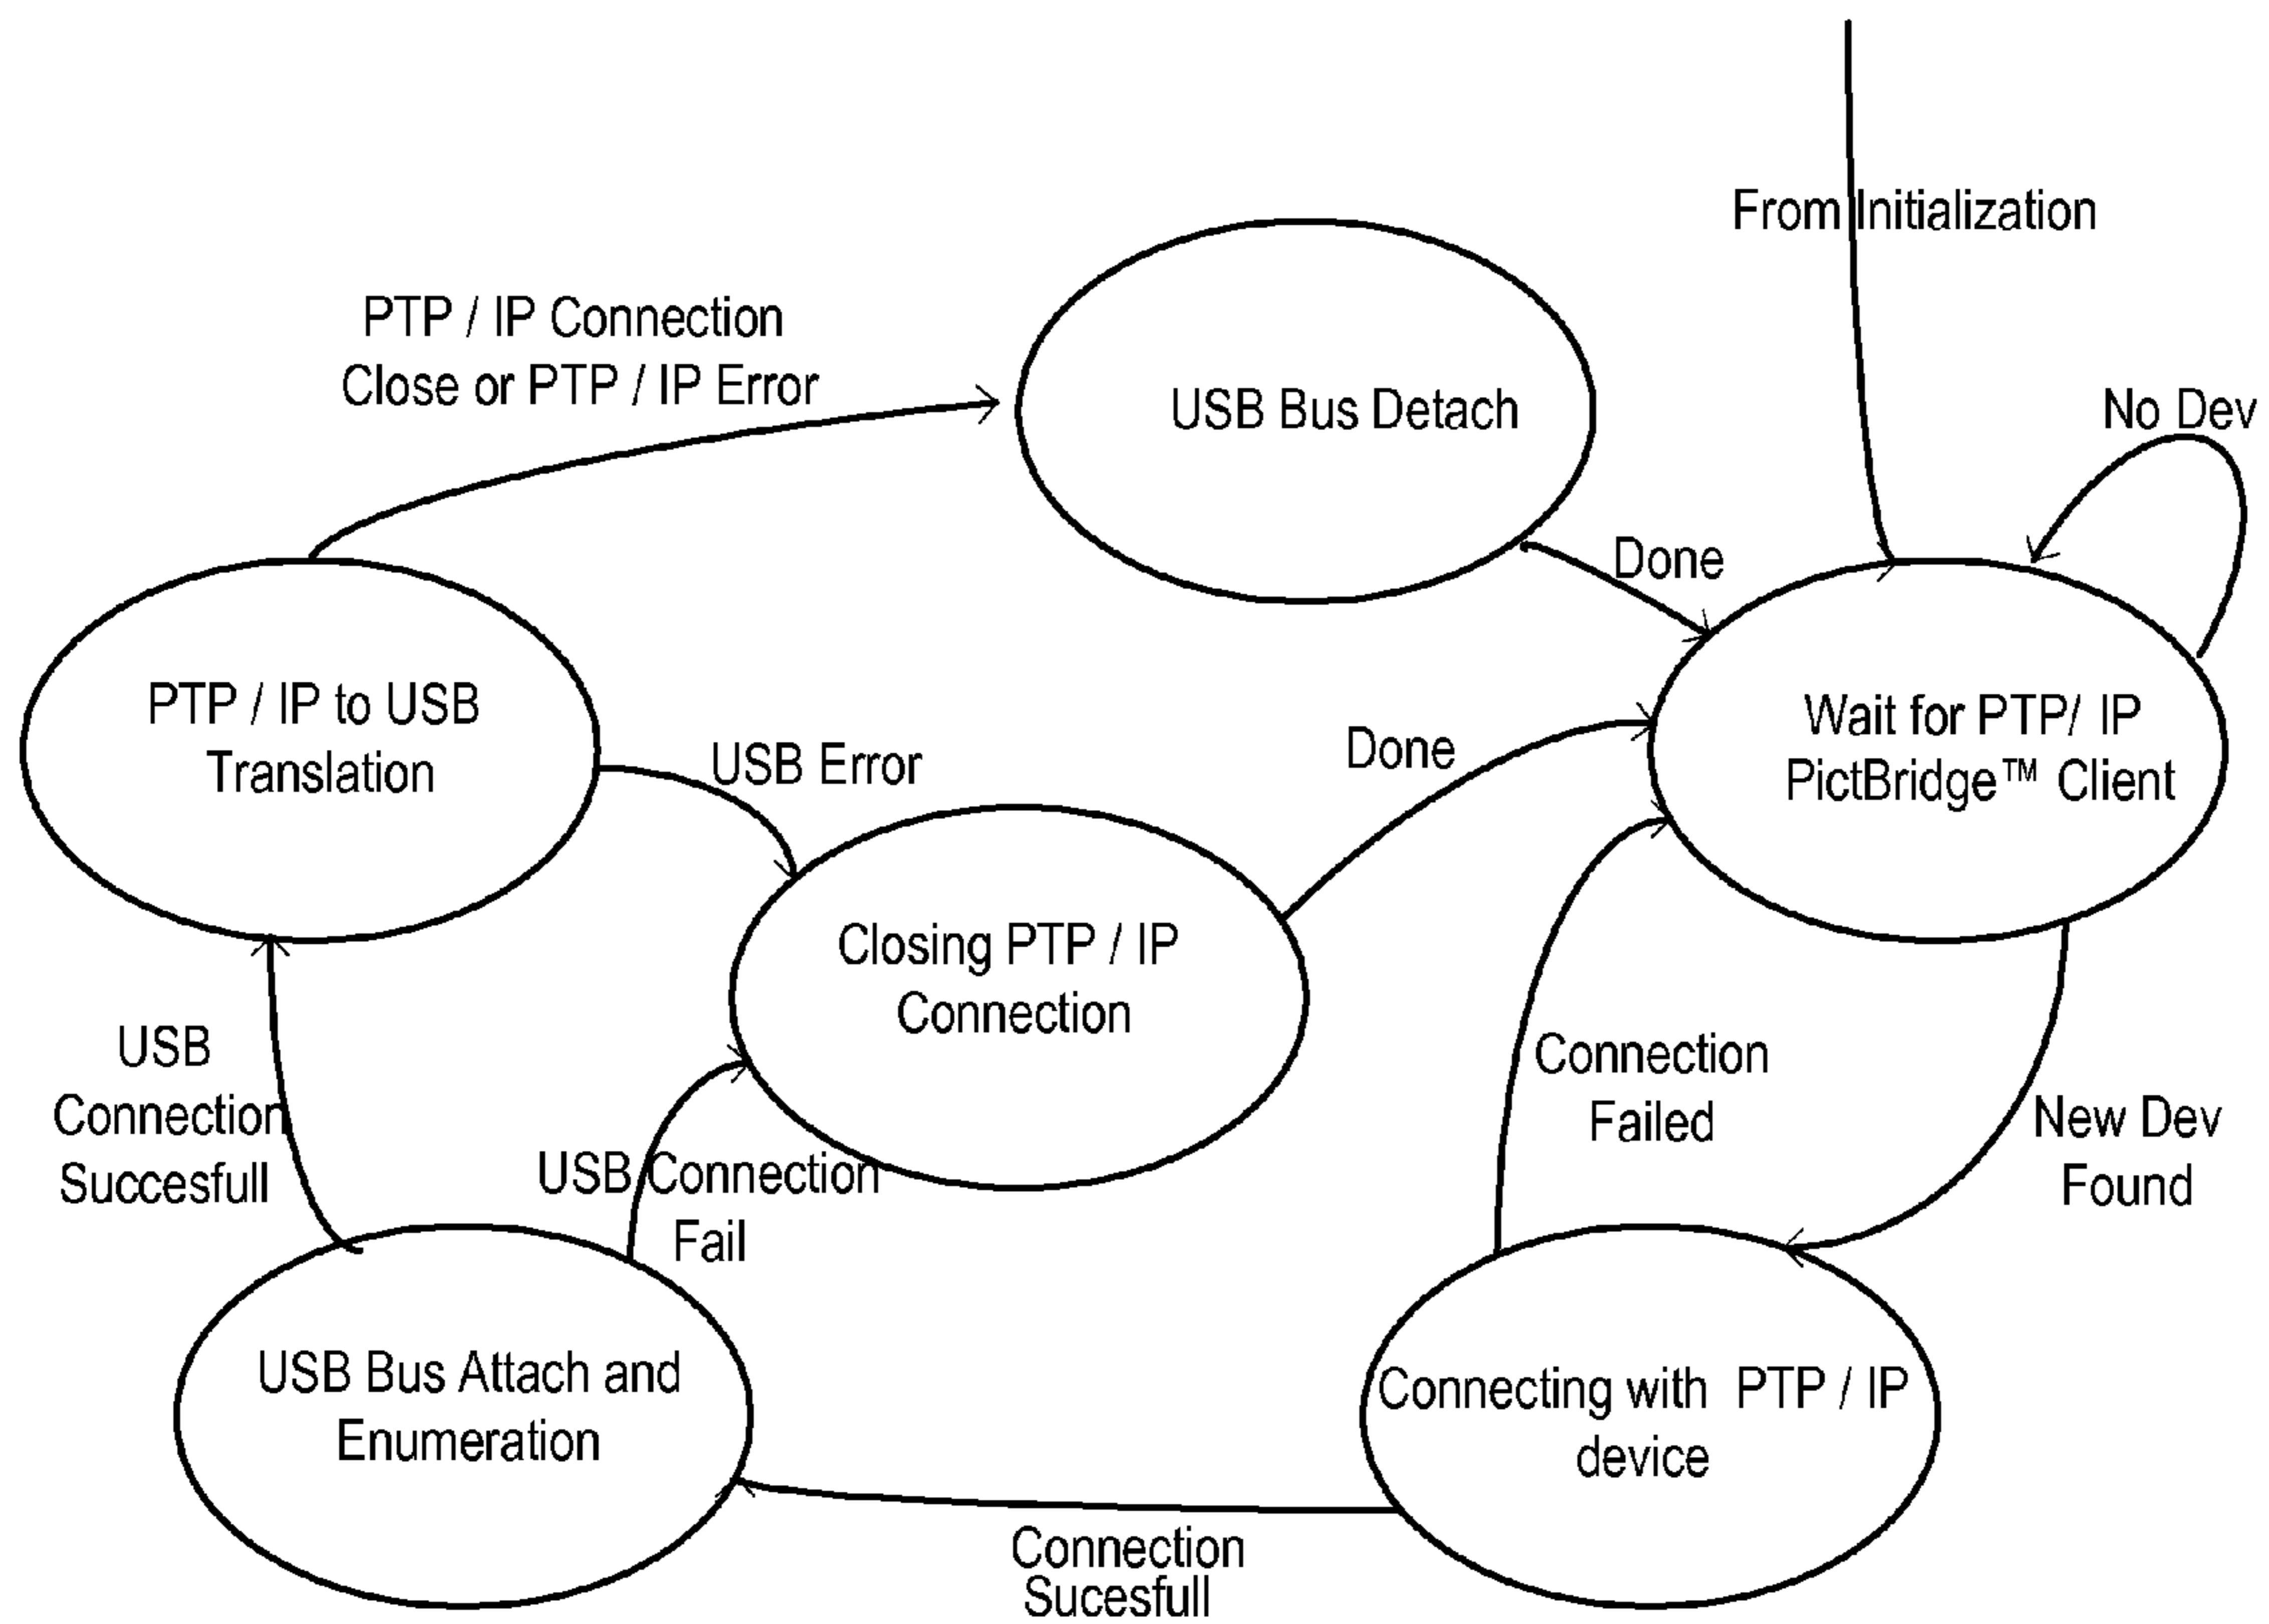 From Initialization
PTP / IP Connection
Close or PTP / IP Error
USB Bus Detach
No Dev
Done
PTP / IP to USB
Translation
USB Error
Done
Wait for PTP/ IP
PictBridge™ Client
Closing PTP / IP
Connection
USB
Connection
Succesfull
USB Connection
Fail
Connection
Failed
New Dev
Found
USB Bus Attach and
Enumeration
Connecting with PTP / IP
device
Connection
Sucesfull